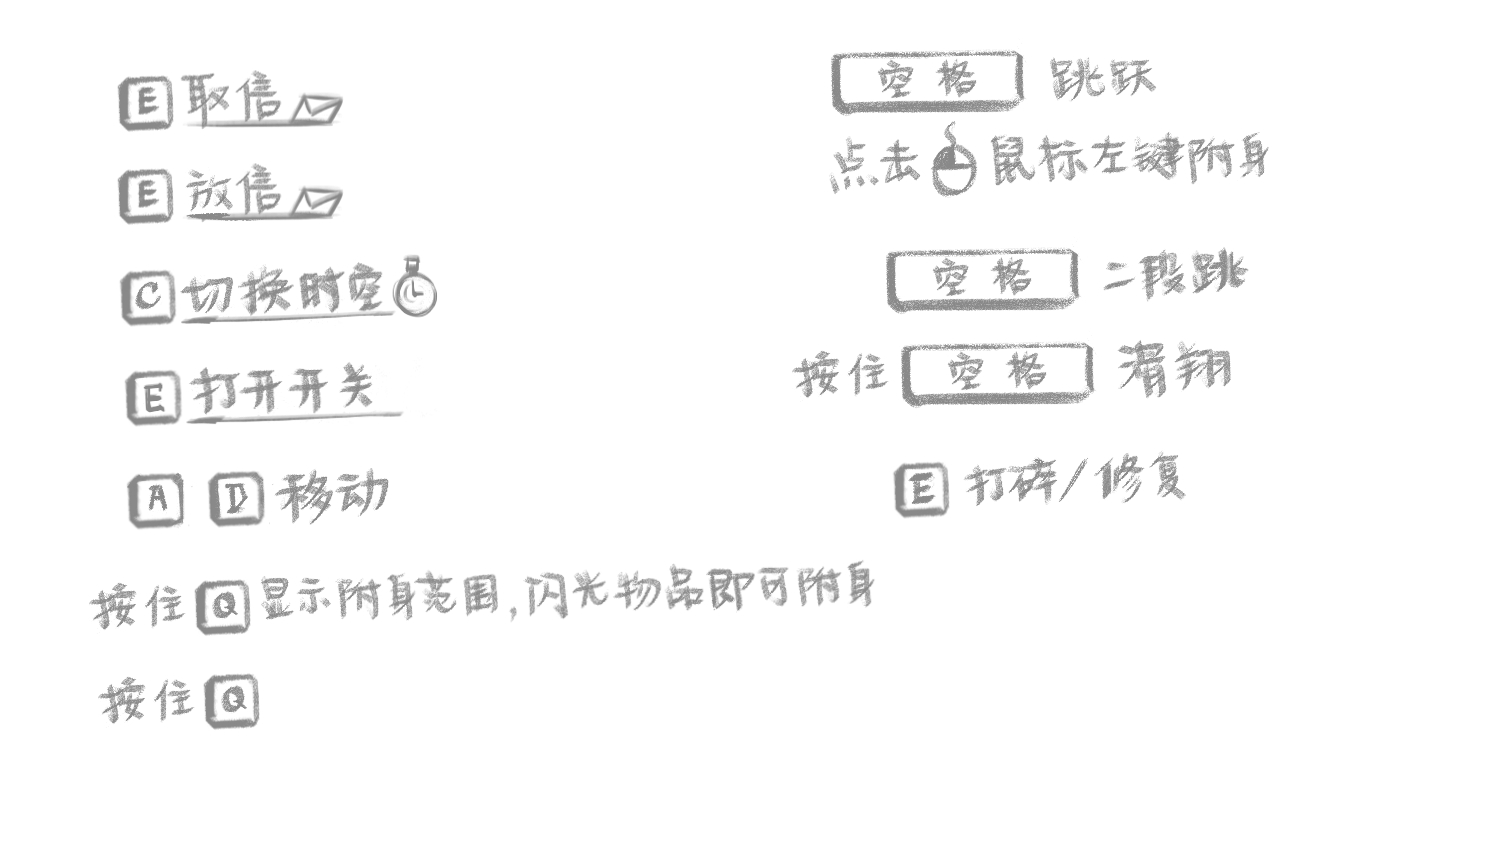 E 取信
E 放信
C 切换时空
E 打开开关
A D 移动
按住 Q 显示附身范围,闪光物品即可附身
按住 Q
空格 跳跃
点击鼠标左键附身
空格 二段跳
按住 空格 滑翔
E 打碎/修复